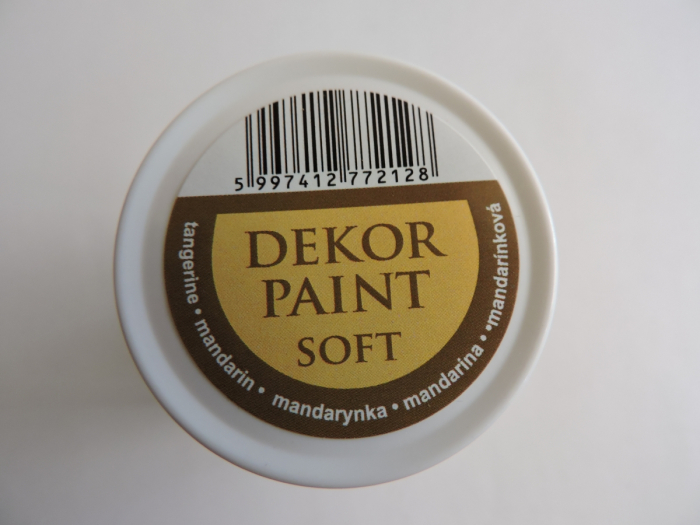 5 997412 772128
DEKOR
PAINT
SOFT
tangerine • mandarin • mandarynka • mandarina • •mandarínková